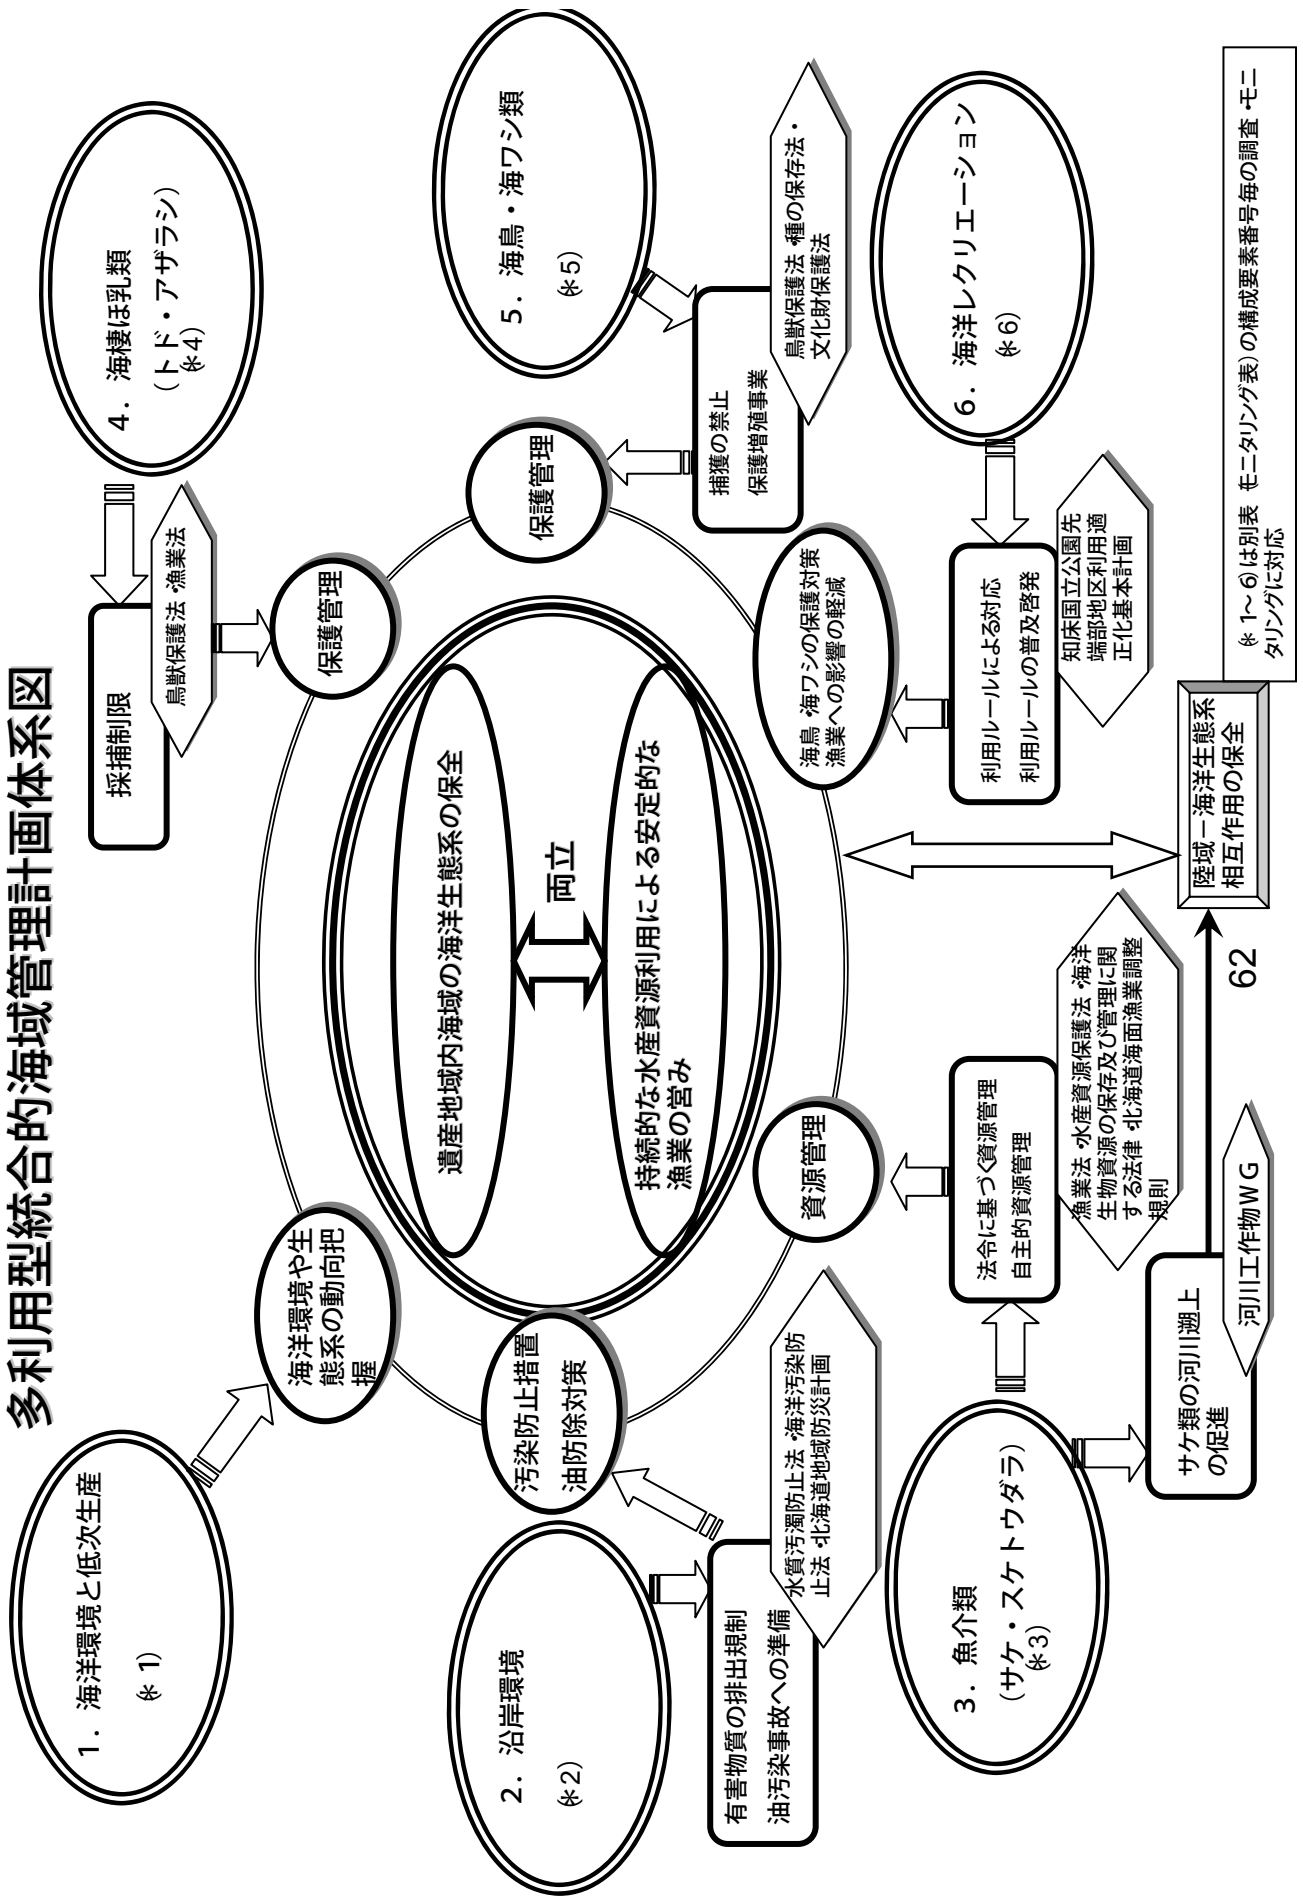 多利用型統合的海域管理計画体系図
1．海洋環境と低次生産
(※1)
海洋環境や生
態系の動向把
握
4．海棲ほ乳類
（トド・アザラシ）
(※4)
採捕制限
鳥獣保護法・漁業法
保護管理
2．沿岸環境
(※2)
有害物質の排出規制
油汚染事故への準備
水質汚濁防止法・海洋汚染防
止法・北海道地域防災計画
汚染防止措置
油防除対策
遺産地域内海域の海洋生態系の保全
両立
持続的な水産資源利用による安定的な
漁業の営み
保護管理
5．海鳥・海ワシ類
(※5)
捕獲の禁止
保護増殖事業
鳥獣保護法・種の保存法・
文化財保護法
3．魚介類
（サケ・スケトウダラ）
(※3)
資源管理
法令に基づく資源管理
自主的資源管理
漁業法・水産資源保護法・海洋
生物資源の保存及び管理に関
する法律・北海道海面漁業調整
規則
サケ類の河川遡上
の促進
河川工作物ＷＧ
海鳥・海ワシの保護対策
漁業への影響の軽減
利用ルールによる対応
利用ルールの普及啓発
知床国立公園先
端部地区利用適
正化基本計画
6．海洋レクリエーション
(※6)
陸域－海洋生態系
相互作用の保全
(※1～6)は別表（モニタリング表）の構成要素番号毎の調査・モニ
タリングに対応
62